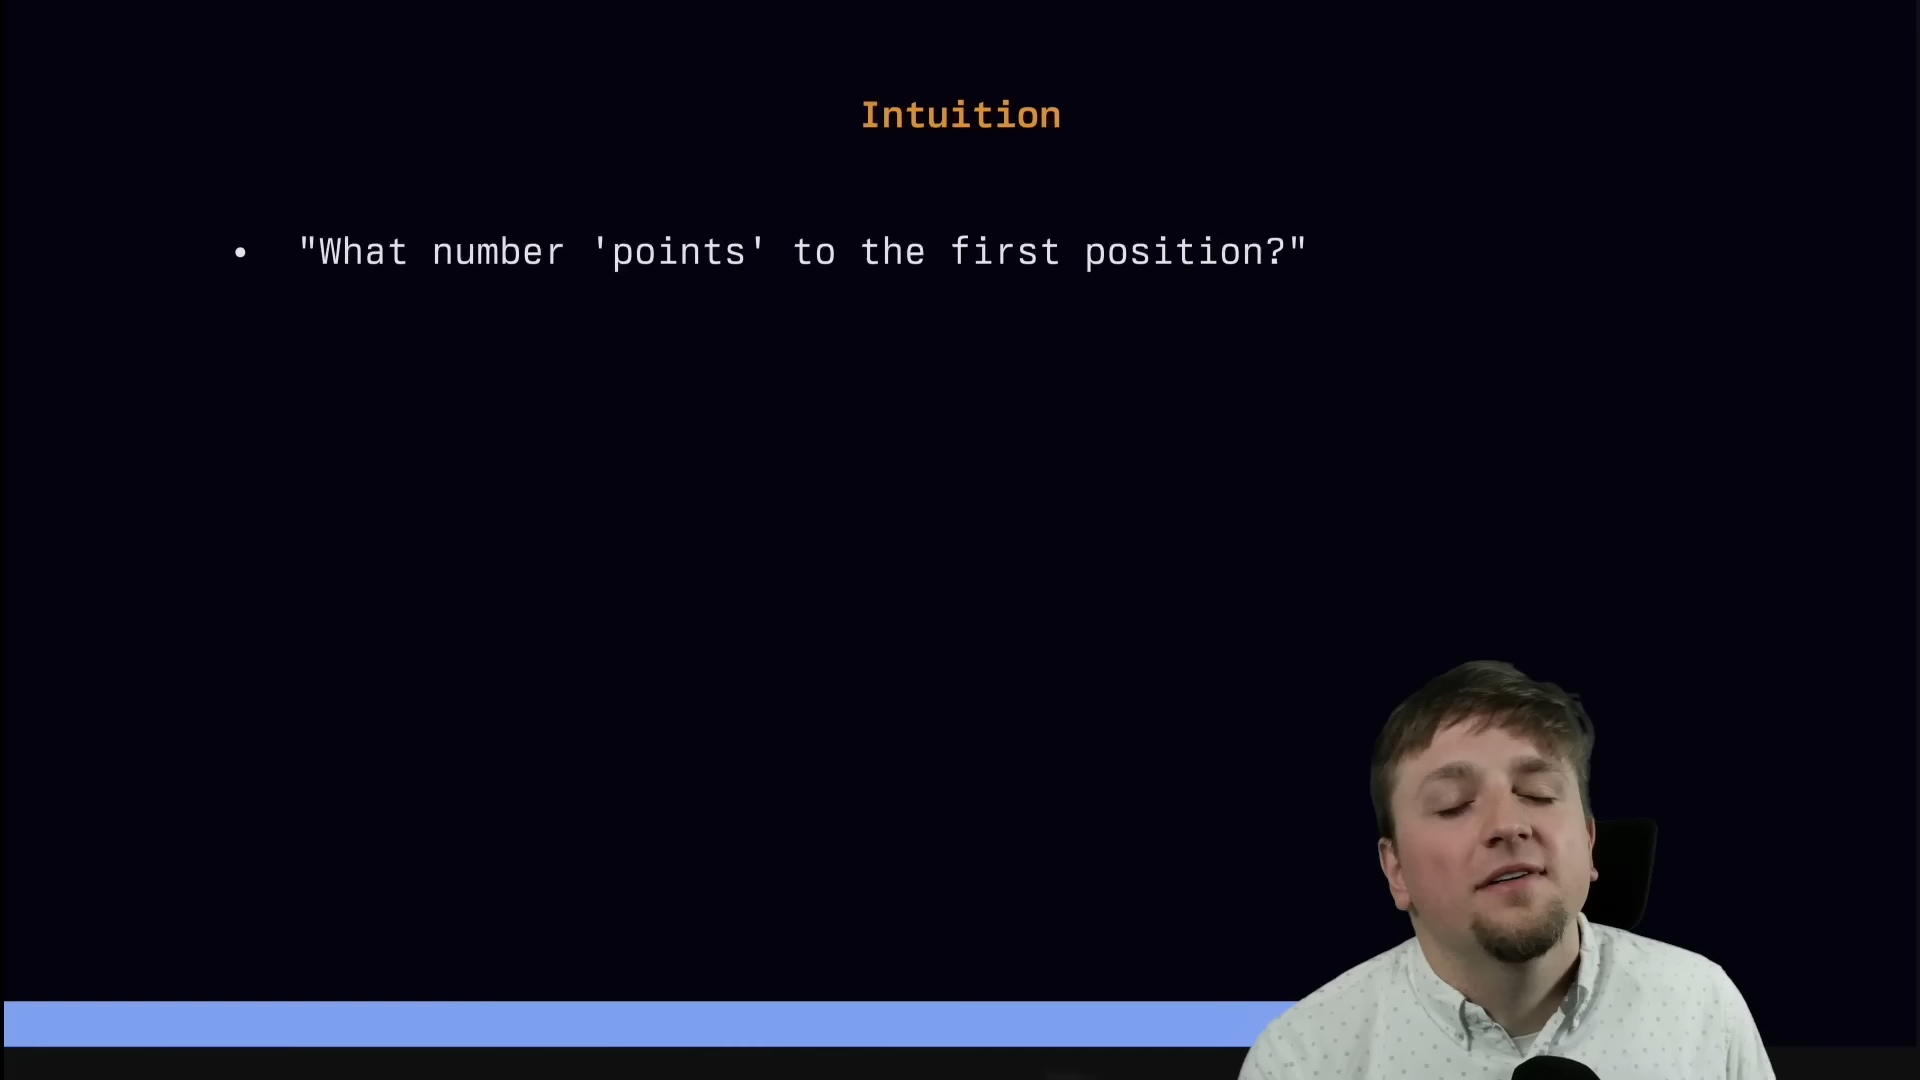 Intuition
• "What number 'points' to the first position?"